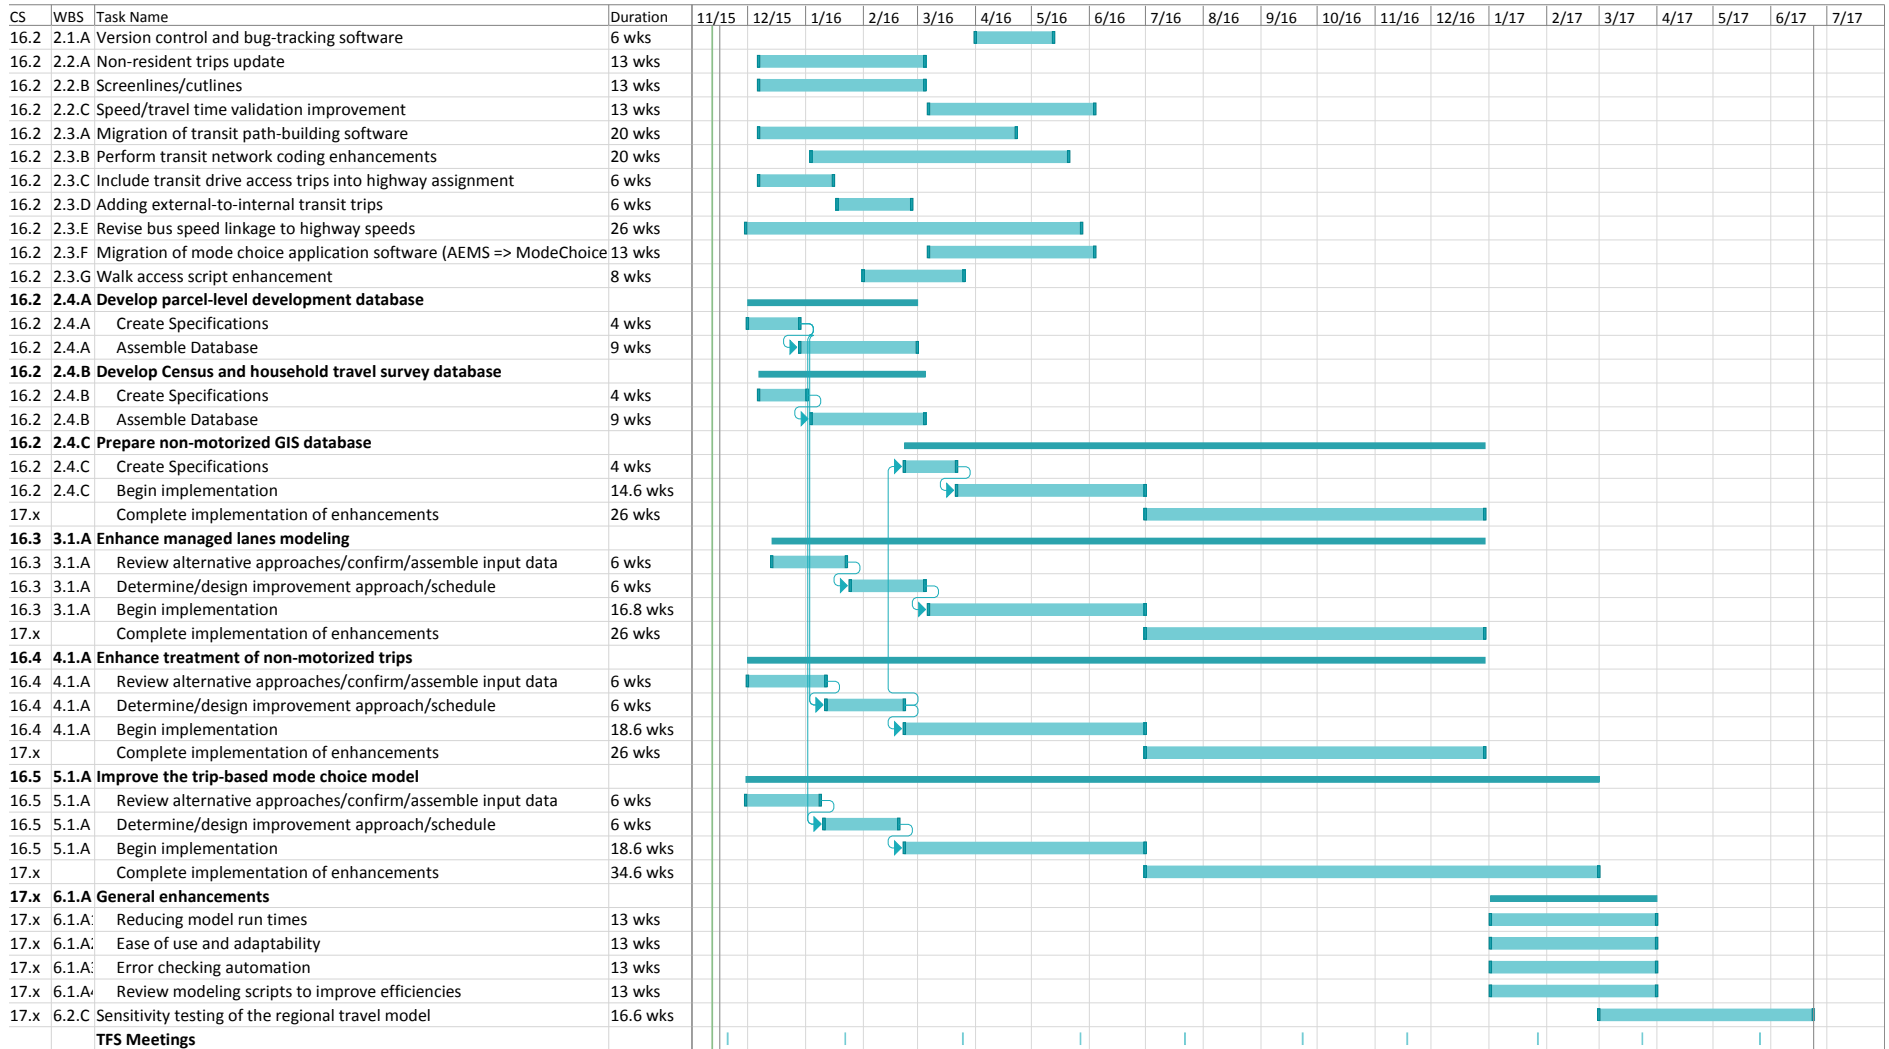 CS WBS Task Name Duration 11/15 12/15 1/16 2/16 3/16 4/16 5/16 6/16 7/16 8/16 9/16 10/16 11/16 12/16 1/17 2/17 3/17 4/17 5/17 6/17 7/17
16.2 2.1.A Version control and bug-tracking software 6 wks
16.2 2.2.A Non-resident trips update 13 wks
16.2 2.2.B Screenlines/cutlines 13 wks
16.2 2.2.C Speed/travel time validation improvement 13 wks
16.2 2.3.A Migration of transit path-building software 20 wks
16.2 2.3.B Perform transit network coding enhancements 20 wks
16.2 2.3.C Include transit drive access trips into highway assignment 6 wks
16.2 2.3.D Adding external-to-internal transit trips 6 wks
16.2 2.3.E Revise bus speed linkage to highway speeds 26 wks
16.2 2.3.F Migration of mode choice application software (AEMS => ModeChoice 13 wks
16.2 2.3.G Walk access script enhancement 8 wks
16.2 2.4.A Develop parcel-level development database
16.2 2.4.A Create Specifications 4 wks
16.2 2.4.A Assemble Database 9 wks
16.2 2.4.B Develop Census and household travel survey database
16.2 2.4.B Create Specifications 4 wks
16.2 2.4.B Assemble Database 9 wks
16.2 2.4.C Prepare non-motorized GIS database
16.2 2.4.C Create Specifications 4 wks
16.2 2.4.C Begin implementation 14.6 wks
17.x Complete implementation of enhancements 26 wks
16.3 3.1.A Enhance managed lanes modeling
16.3 3.1.A Review alternative approaches/confirm/assemble input data 6 wks
16.3 3.1.A Determine/design improvement approach/schedule 6 wks
16.3 3.1.A Begin implementation 16.8 wks
17.x Complete implementation of enhancements 26 wks
16.4 4.1.A Enhance treatment of non-motorized trips
16.4 4.1.A Review alternative approaches/confirm/assemble input data 6 wks
16.4 4.1.A Determine/design improvement approach/schedule 6 wks
16.4 4.1.A Begin implementation 18.6 wks
17.x Complete implementation of enhancements 26 wks
16.5 5.1.A Improve the trip-based mode choice model
16.5 5.1.A Review alternative approaches/confirm/assemble input data 6 wks
16.5 5.1.A Determine/design improvement approach/schedule 6 wks
16.5 5.1.A Begin implementation 18.6 wks
17.x Complete implementation of enhancements 34.6 wks
17.x 6.1.A General enhancements
17.x 6.1.A1 Reducing model run times 13 wks
17.x 6.1.A2 Ease of use and adaptability 13 wks
17.x 6.1.A3 Error checking automation 13 wks
17.x 6.1.A4 Review modeling scripts to improve efficiencies 13 wks
17.x 6.2.C Sensitivity testing of the regional travel model 16.6 wks
TFS Meetings